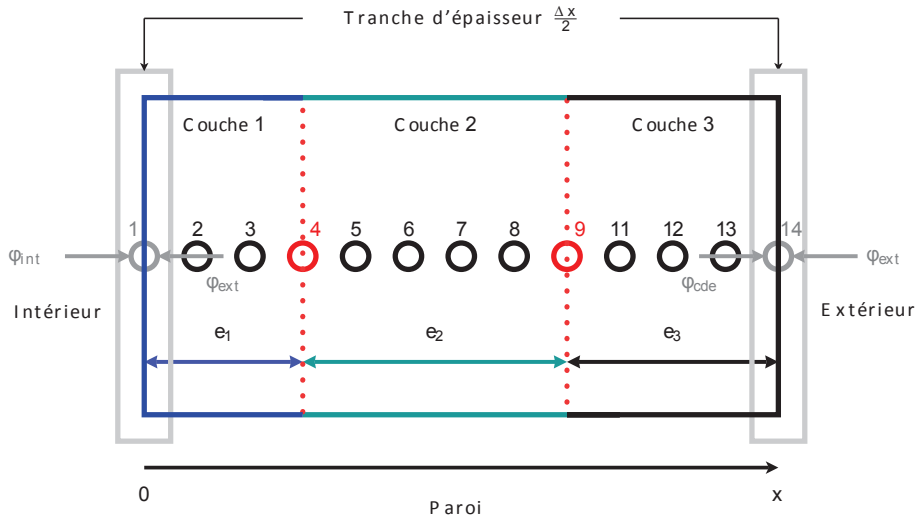 Tranche d'épaisseur Δx/2
Couche 1 Couche 2 Couche 3
1 2 3 4 5 6 7 8 9 11 12 13 14
φint φext φcde φext
Intérieur Extérieur
e1 e2 e3
0 x
Paroi